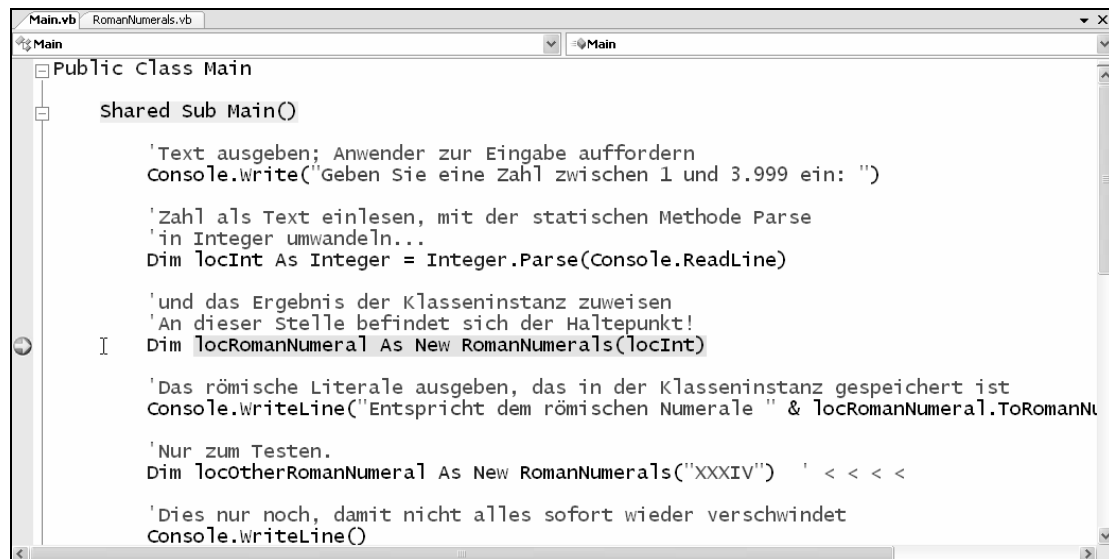 Main.vb RomanNumerals.vb
Main Main
Public Class Main
Shared Sub Main()
'Text ausgeben; Anwender zur Eingabe auffordern
Console.Write("Geben Sie eine Zahl zwischen 1 und 3.999 ein: ")
'Zahl als Text einlesen, mit der statischen Methode Parse
'in Integer umwandeln...
Dim locInt As Integer = Integer.Parse(Console.ReadLine)
'und das Ergebnis der Klasseninstanz zuweisen
'An dieser Stelle befindet sich der Haltepunkt!
Dim locRomanNumeral As New RomanNumerals(locInt)
'Das römische Literale ausgeben, das in der Klasseninstanz gespeichert ist
Console.WriteLine("Entspricht dem römischen Numerale " & locRomanNumeral.ToRomanNu
'Nur zum Testen.
Dim locOtherRomanNumeral As New RomanNumerals("XXXIV") ' < < < <
'Dies nur noch, damit nicht alles sofort wieder verschwindet
Console.WriteLine()